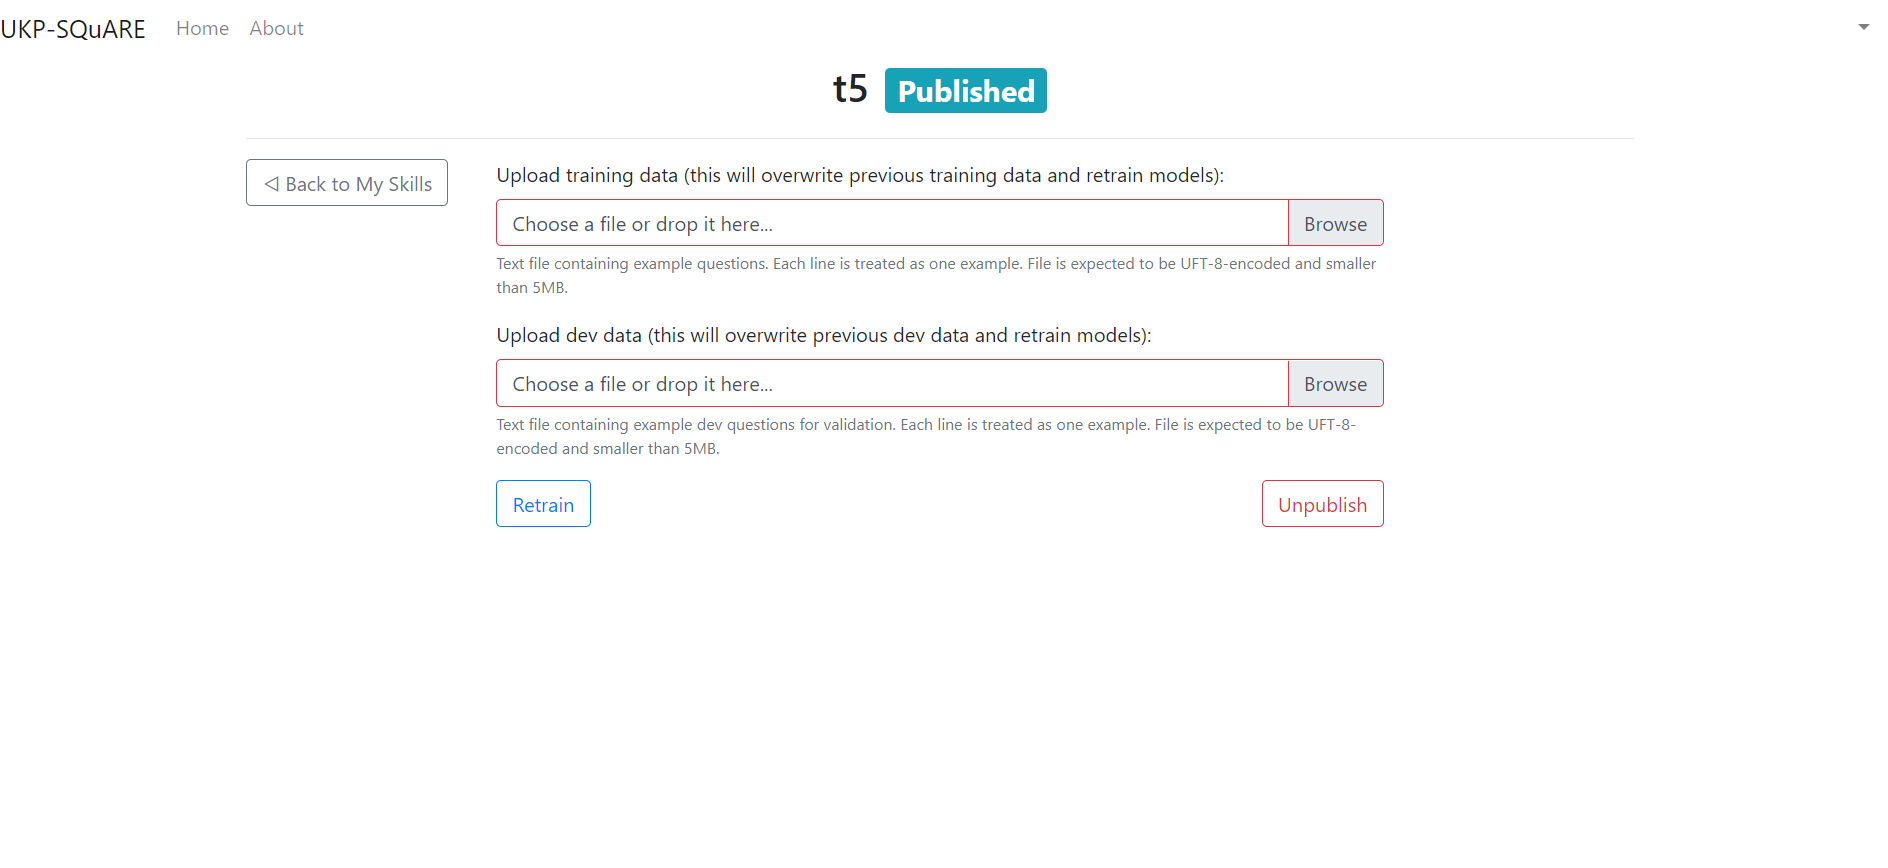 UKP-SQuARE Home About
t5 Published
◁ Back to My Skills
Upload training data (this will overwrite previous training data and retrain models):
Choose a file or drop it here... Browse
Text file containing example questions. Each line is treated as one example. File is expected to be UFT-8-encoded and smaller
than 5MB.
Upload dev data (this will overwrite previous dev data and retrain models):
Choose a file or drop it here... Browse
Text file containing example dev questions for validation. Each line is treated as one example. File is expected to be UFT-8-
encoded and smaller than 5MB.
Retrain Unpublish